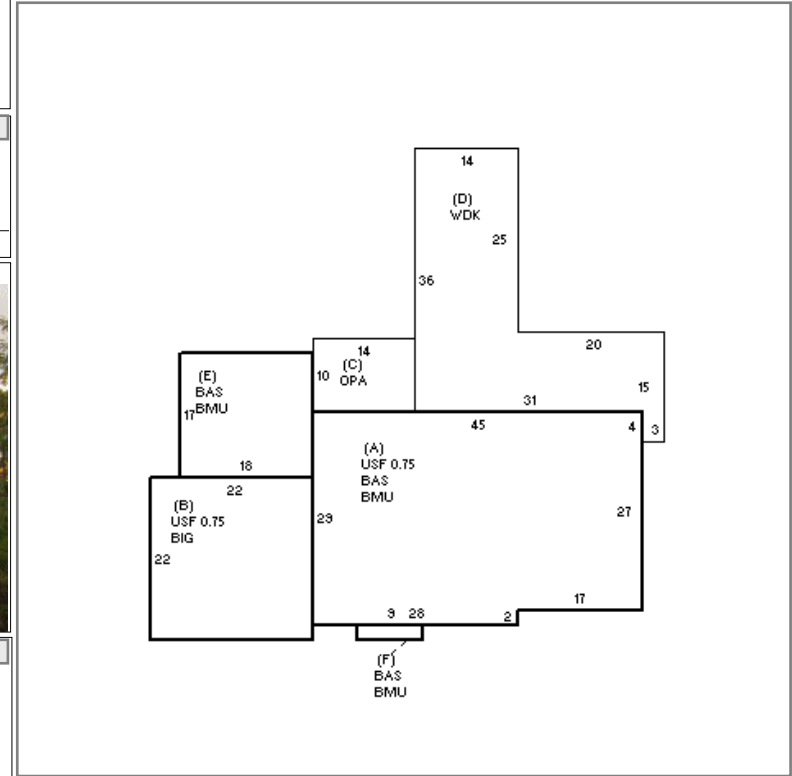 14
(D)
WDK
25
36
20
14
(C)
OPA
10
15
(E)
BAS
BMU
17
31
45
4
3
18
(A)
USF 0.75
BAS
BMU
22
(B)
USF 0.75
BIG
29
27
22
17
9 28
2
(F)
BAS
BMU